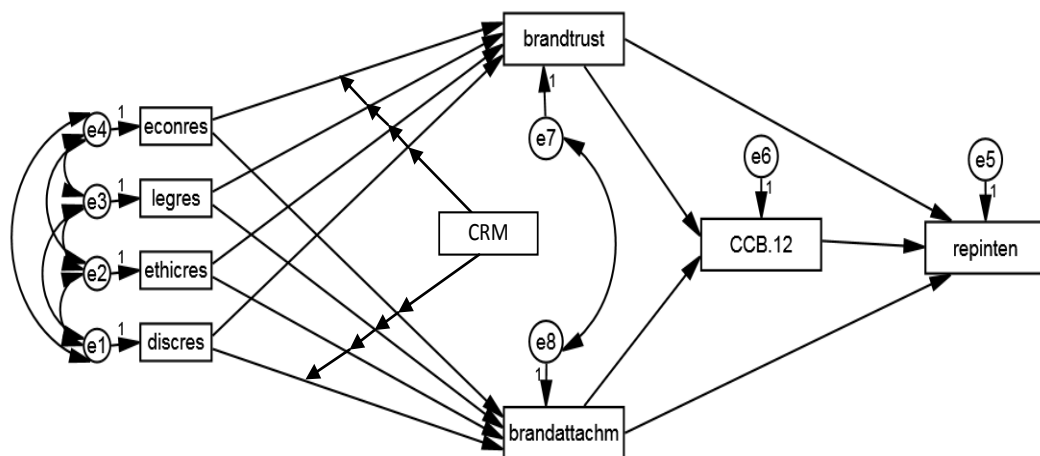 brandtrust
e4
1
econres
e7
1
e3
1
legres
e6
1
e5
1
CRM
CCB.12
repinten
e2
1
ethicres
e1
1
discres
e8
1
brandattachm